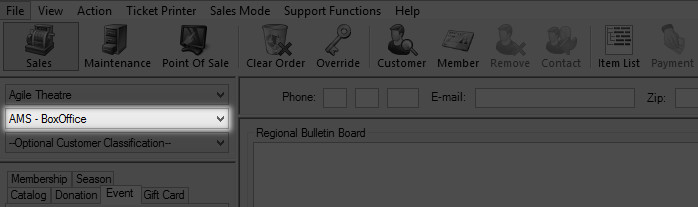 File View Action Ticket Printer Sales Mode Support Functions Help
Sales Maintenance Point Of Sale Clear Order Override Customer Member Remove Contact Item List Payment
Agile Theatre
AMS - BoxOffice
--Optional Customer Classification--
Phone: E-mail: Zip:
Regional Bulletin Board
Membership Season
Catalog Donation Event Gift Card